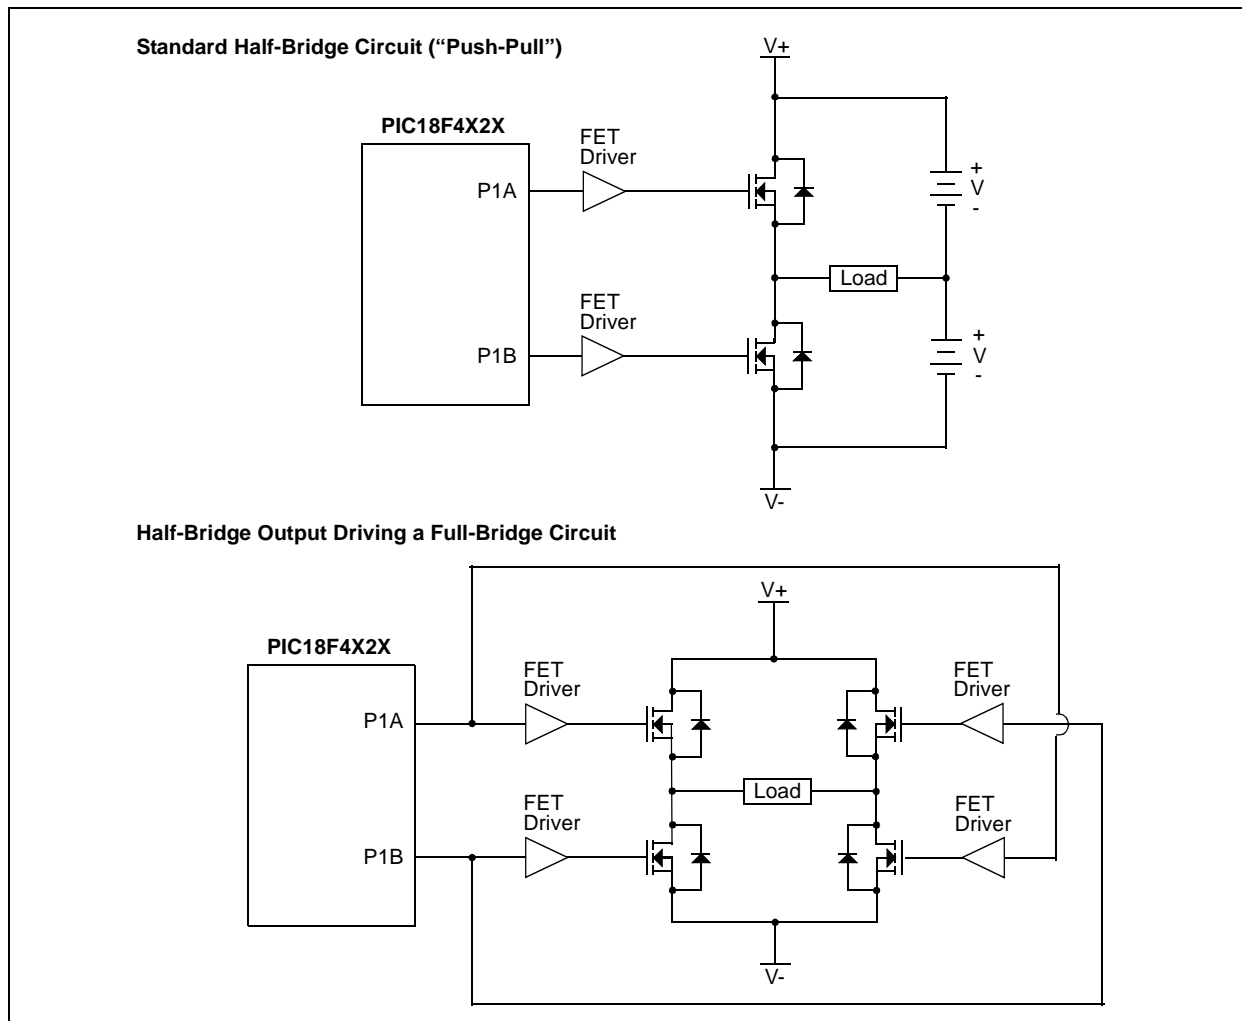 Standard Half-Bridge Circuit (“Push-Pull”)
V+
PIC18F4X2X
FET
Driver
P1A
+
V
-
Load
FET
Driver
P1B
+
V
-
V-
Half-Bridge Output Driving a Full-Bridge Circuit
V+
PIC18F4X2X
FET
Driver
FET
Driver
P1A
Load
FET
Driver
FET
Driver
P1B
V-